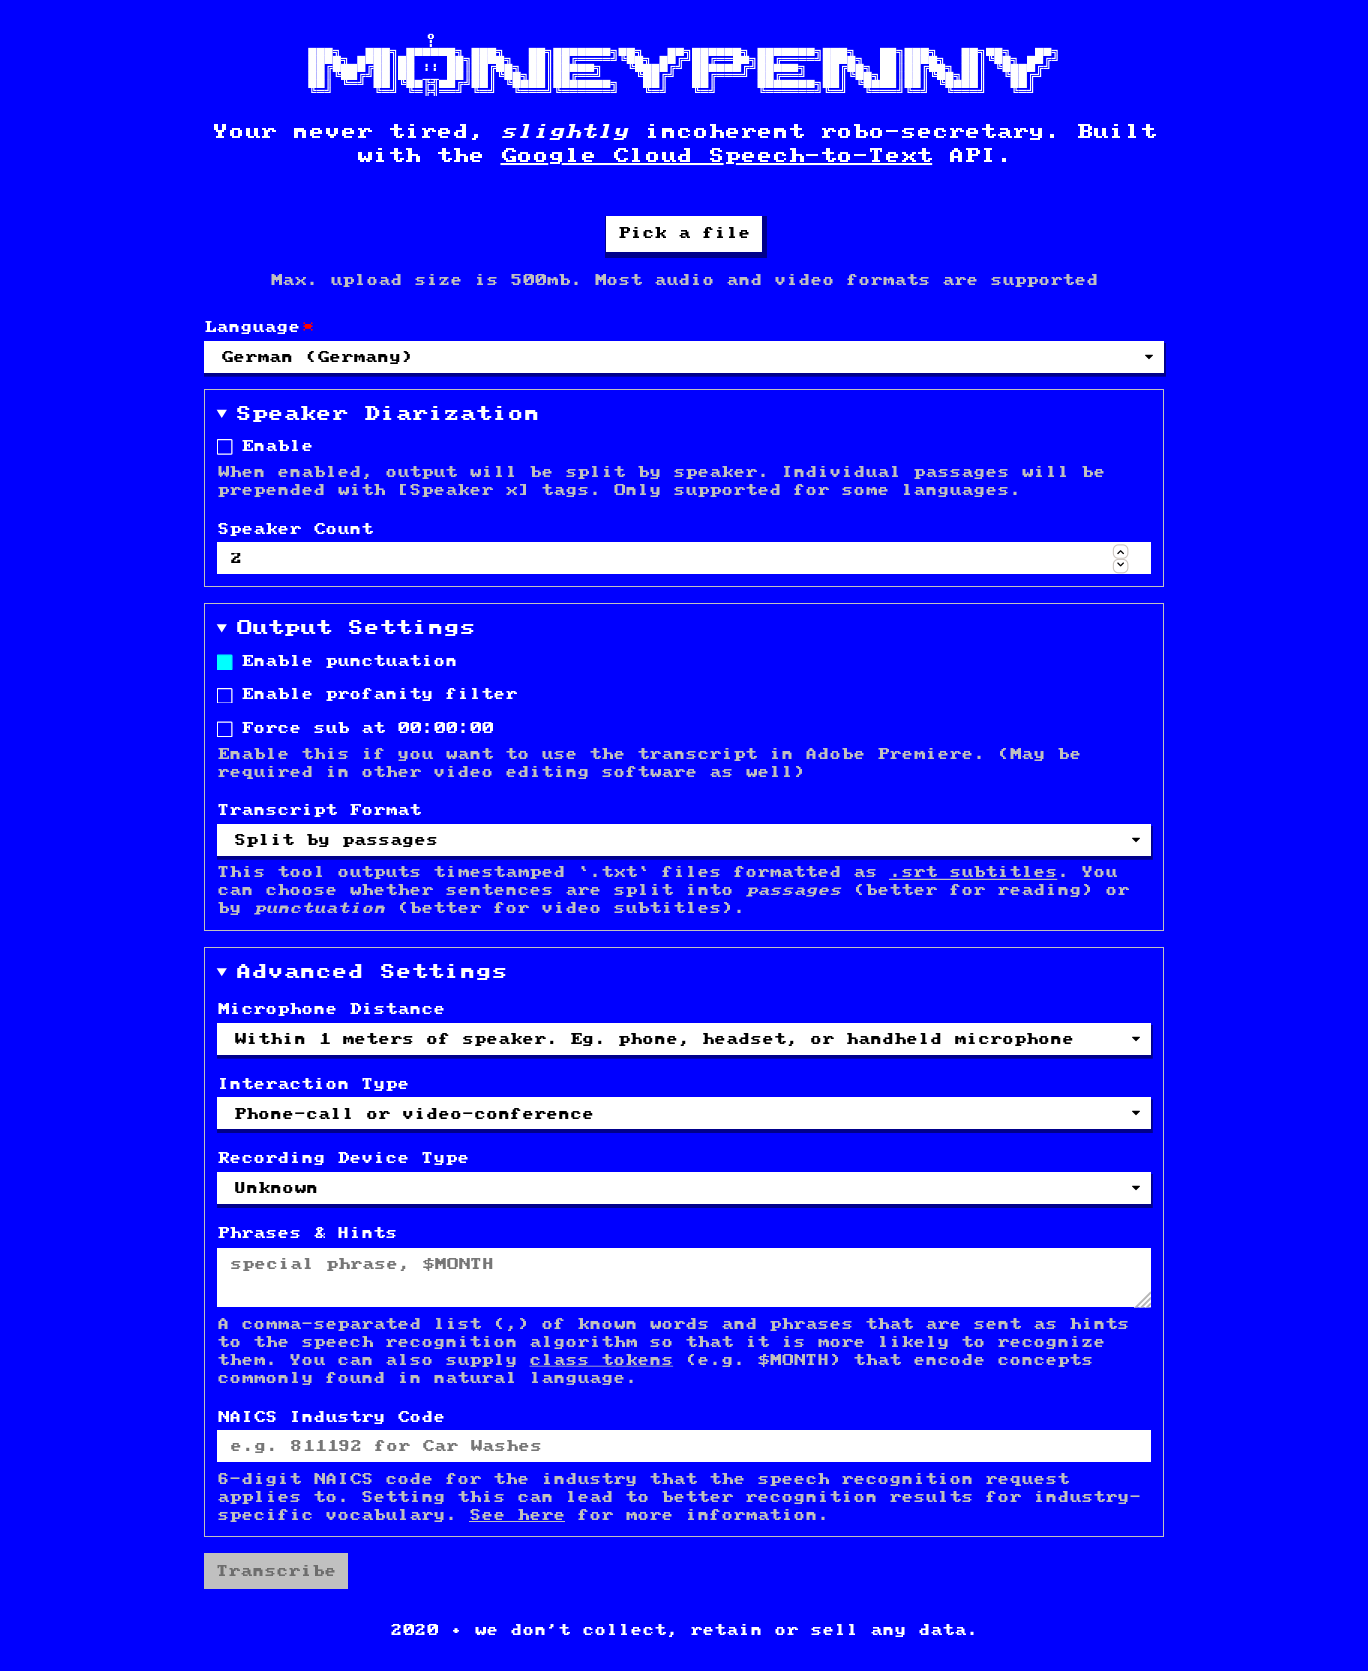 MONEYPENNY
Your never tired, slightly incoherent robo-secretary. Built
with the Google Cloud Speech-to-Text API.
Pick a file
Max. upload size is 500mb. Most audio and video formats are supported
Language*
German (Germany)
▼ Speaker Diarization
Enable
When enabled, output will be split by speaker. Individual passages will be
prepended with [Speaker x] tags. Only supported for some languages.
Speaker Count
2
▼ Output Settings
Enable punctuation
Enable profanity filter
Force sub at 00:00:00
Enable this if you want to use the transcript in Adobe Premiere. (May be
required in other video editing software as well)
Transcript Format
Split by passages
This tool outputs timestamped `.txt` files formatted as .srt subtitles. You
can choose whether sentences are split into passages (better for reading) or
by punctuation (better for video subtitles).
▼ Advanced Settings
Microphone Distance
Within 1 meters of speaker. Eg. phone, headset, or handheld microphone
Interaction Type
Phone-call or video-conference
Recording Device Type
Unknown
Phrases & Hints
special phrase, $MONTH
A comma-separated list (,) of known words and phrases that are sent as hints
to the speech recognition algorithm so that it is more likely to recognize
them. You can also supply class tokens (e.g. $MONTH) that encode concepts
commonly found in natural language.
NAICS Industry Code
e.g. 811192 for Car Washes
6-digit NAICS code for the industry that the speech recognition request
applies to. Setting this can lead to better recognition results for industry-
specific vocabulary. See here for more information.
Transcribe
2020 • we don't collect, retain or sell any data.